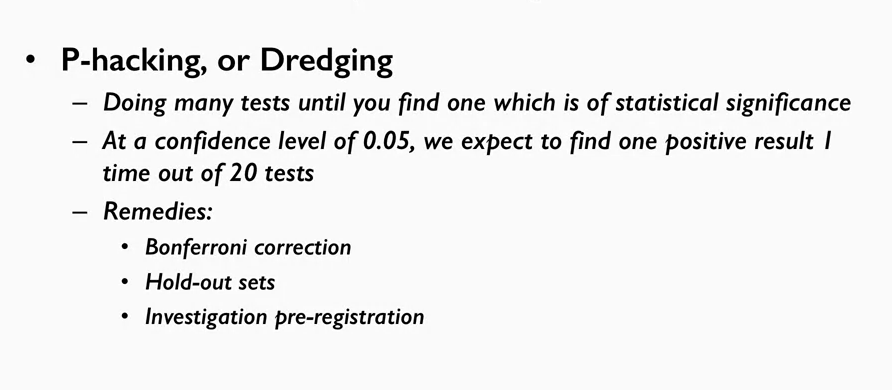 • P-hacking, or Dredging
– Doing many tests until you find one which is of statistical significance
– At a confidence level of 0.05, we expect to find one positive result 1
time out of 20 tests
– Remedies:
• Bonferroni correction
• Hold-out sets
• Investigation pre-registration